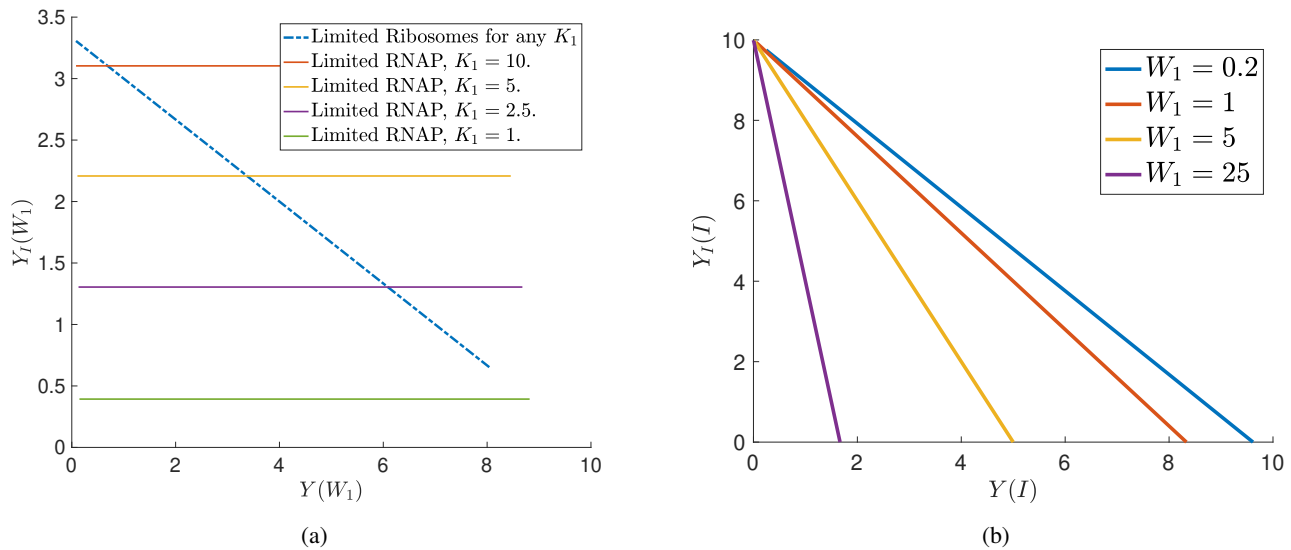 3.5
3
2.5
2
1.5
1
0.5
0
0 2 4 6 8 10
Y_I(W_1)
Y(W_1)
Limited Ribosomes for any K_1
Limited RNAP, K_1 = 10.
Limited RNAP, K_1 = 5.
Limited RNAP, K_1 = 2.5.
Limited RNAP, K_1 = 1.
(a)
10
8
6
4
2
0
0 2 4 6 8 10
Y_I(I)
Y(I)
W_1 = 0.2
W_1 = 1
W_1 = 5
W_1 = 25
(b)